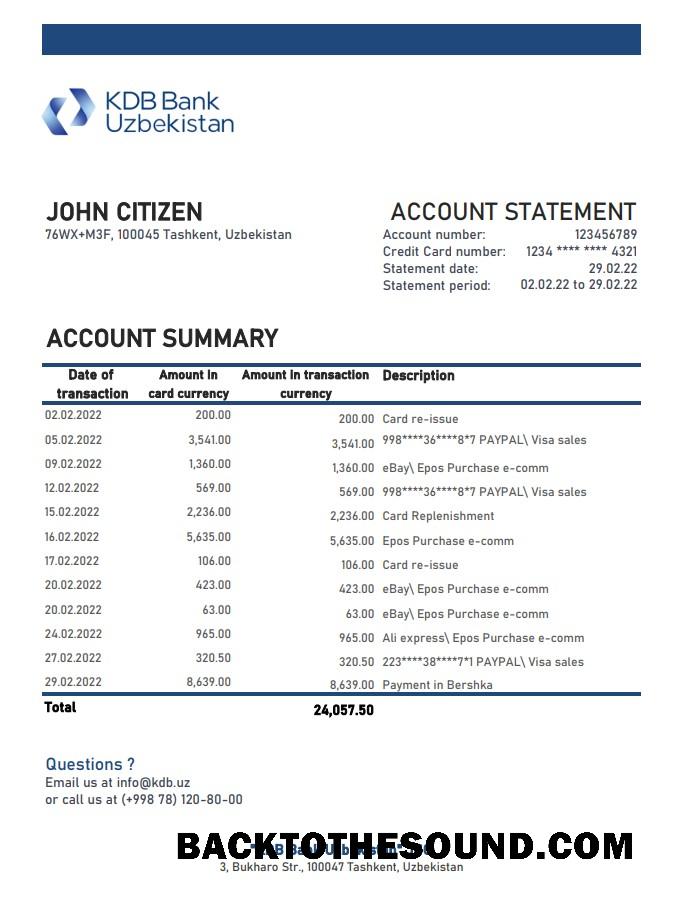 KDB Bank
Uzbekistan
JOHN CITIZEN
76WX+M3F, 100045 Tashkent, Uzbekistan
ACCOUNT STATEMENT
Account number: 123456789
Credit Card number: 1234 **** **** 4321
Statement date: 29.02.22
Statement period: 02.02.22 to 29.02.22
ACCOUNT SUMMARY
Date of transaction Amount in card currency Amount in transaction currency Description
02.02.2022 200.00 200.00 Card re-issue
05.02.2022 3,541.00 3,541.00 998****36****8*7 PAYPAL\ Visa sales
09.02.2022 1,360.00 1,360.00 eBay\ Epos Purchase e-comm
12.02.2022 569.00 569.00 998****36****8*7 PAYPAL\ Visa sales
15.02.2022 2,236.00 2,236.00 Card Replenishment
16.02.2022 5,635.00 5,635.00 Epos Purchase e-comm
17.02.2022 106.00 106.00 Card re-issue
20.02.2022 423.00 423.00 eBay\ Epos Purchase e-comm
20.02.2022 63.00 63.00 eBay\ Epos Purchase e-comm
24.02.2022 965.00 965.00 Ali express\ Epos Purchase e-comm
27.02.2022 320.50 320.50 223****38****7*1 PAYPAL\ Visa sales
29.02.2022 8,639.00 8,639.00 Payment in Bershka
Total 24,057.50
Questions ?
Email us at info@kdb.uz
or call us at (+998 78) 120-80-00
BACKTOTHESOUND.COM
3, Bukharo Str., 100047 Tashkent, Uzbekistan